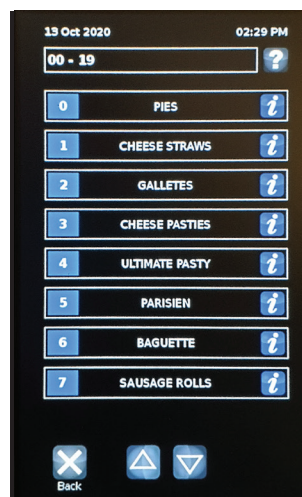 13 Oct 2020 02:29 PM
00 - 19 ?
0 PIES i
1 CHEESE STRAWS i
2 GALLETES i
3 CHEESE PASTIES i
4 ULTIMATE PASTY i
5 PARISIEN i
6 BAGUETTE i
7 SAUSAGE ROLLS i
Back